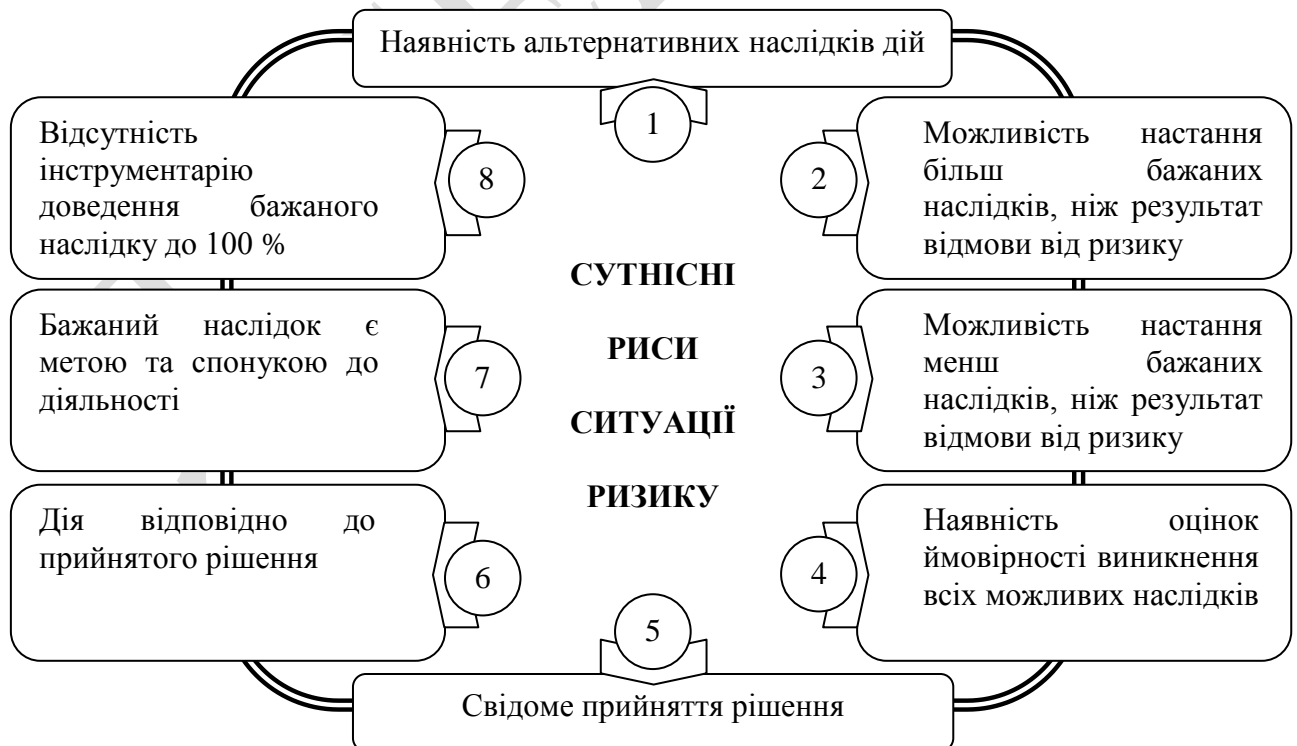 Наявність альтернативних наслідків дій
1
Можливість настання
більш бажаних
наслідків, ніж результат
відмови від ризику
2
Можливість настання
менш бажаних
наслідків, ніж результат
відмови від ризику
3
Наявність оцінок
ймовірності виникнення
всіх можливих наслідків
4
Свідоме прийняття рішення
5
Дія відповідно до
прийнятого рішення
6
Бажаний наслідок є
метою та спонукою до
діяльності
7
Відсутність
інструментарію
доведення бажаного
наслідку до 100 %
8
СУТНІСНІ
РИСИ
СИТУАЦІЇ
РИЗИКУ